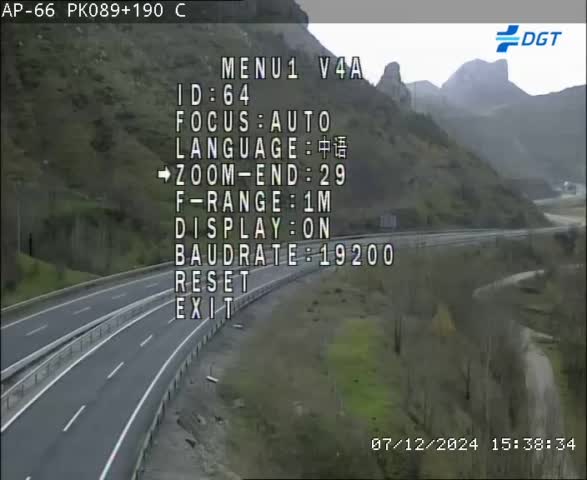 AP-66 PK089+190 C
DGT
MENU1 V4A
ID:64
FOCUS:AUTO
LANGUAGE:中语
ZOOM-END:29
F-RANGE:1M
DISPLAY:ON
BAUDRATE:19200
RESET
EXIT
07/12/2024 15:38:34